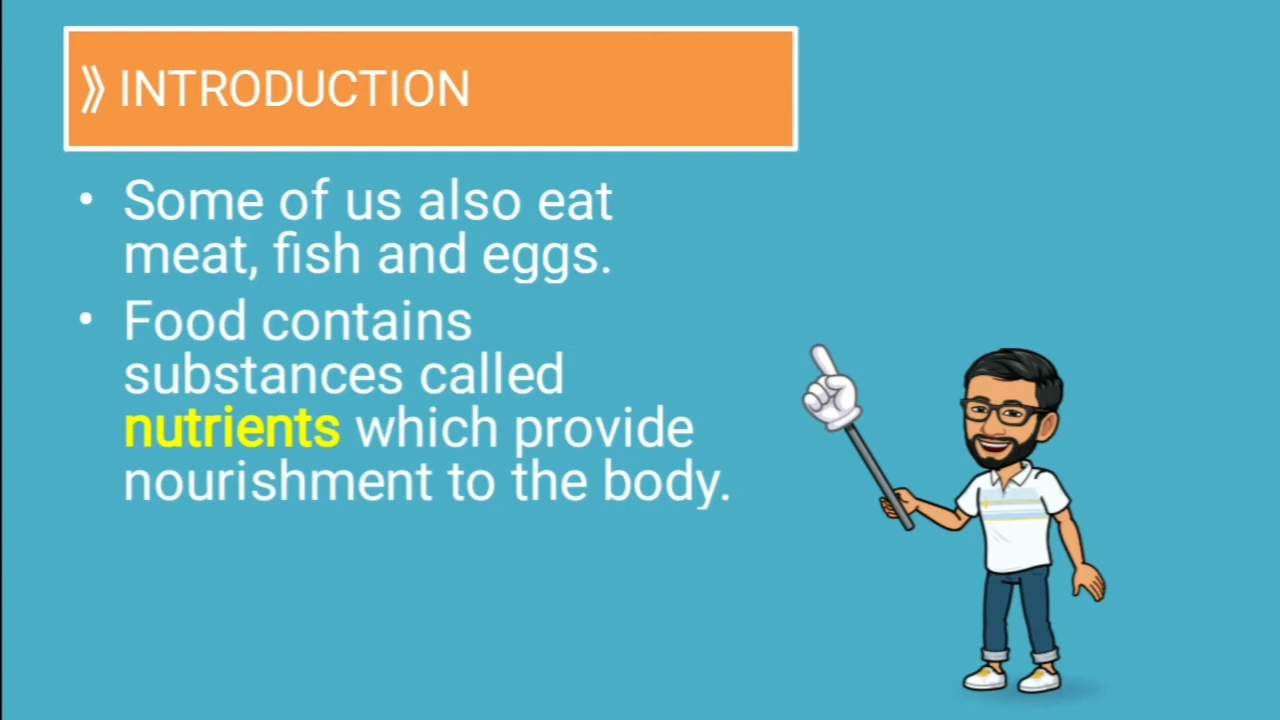 ⟫ INTRODUCTION
• Some of us also eat
meat, fish and eggs.
• Food contains
substances called
nutrients which provide
nourishment to the body.